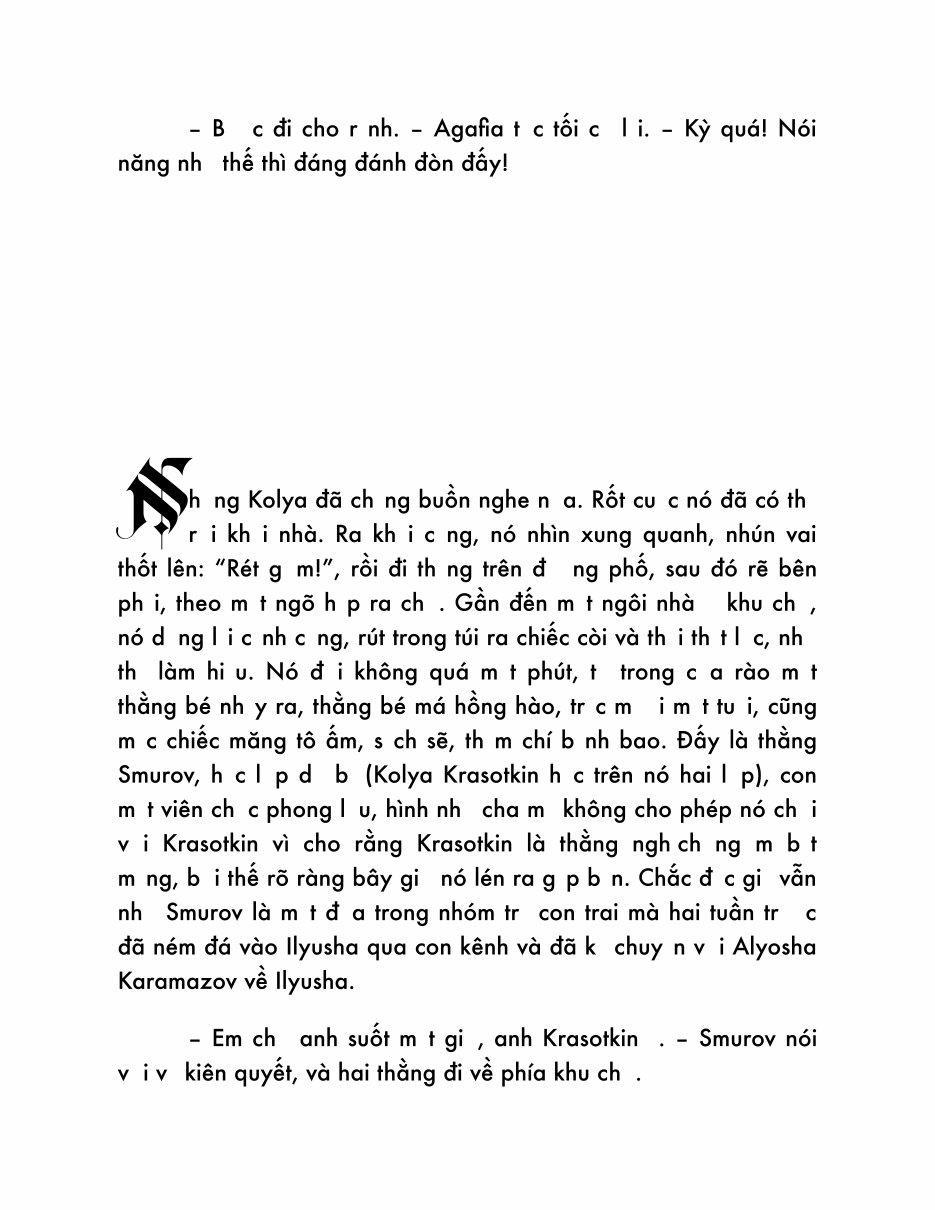 – B  c đi cho r nh. – Agafia t c tối c  l i. – Kỳ quá! Nói
năng nh  thế thì đáng đánh đòn đấy!
Nh ng Kolya đã ch ng buồn nghe n a. Rốt cu c nó đã có th
r i kh i nhà. Ra kh i c ng, nó nhìn xung quanh, nhún vai
thốt lên: “Rét g m!”, rồi đi th ng trên đ  ng phố, sau đó rẽ bên
ph i, theo m t ngõ h p ra ch . Gần đến m t ngôi nhà   khu ch ,
nó d ng l i c nh c ng, rút trong túi ra chiếc còi và th i th t l c, nh
th  làm hi u. Nó đ i không quá m t phút, t  trong c a rào m t
thằng bé nh y ra, thằng bé má hồng hào, tr c m  i m t tu i, cũng
m c chiếc măng tô ấm, s ch sẽ, th m chí b nh bao. Đấy là thằng
Smurov, h c l p d  b  (Kolya Krasotkin h c trên nó hai l p), con
m t viên ch c phong l u, hình nh  cha m  không cho phép nó ch i
v i Krasotkin vì cho rằng Krasotkin là thằng ngh ch ng m b t
m ng, b i thế rõ ràng bây gi  nó lén ra g p b n. Chắc đ c gi  vẫn
nh  Smurov là m t đ a trong nhóm tr  con trai mà hai tuần tr  c
đã ném đá vào Ilyusha qua con kênh và đã k  chuy n v i Alyosha
Karamazov về Ilyusha.
– Em ch  anh suốt m t gi , anh Krasotkin  . – Smurov nói
v i v  kiên quyết, và hai thằng đi về phía khu ch .